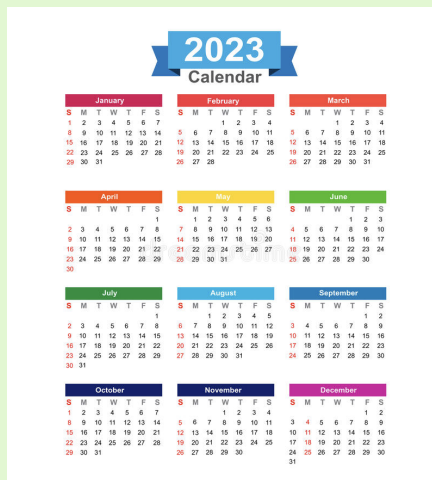 2023
Calendar
January
S M T W T F S
1 2 3 4 5 6 7
8 9 10 11 12 13 14
15 16 17 18 19 20 21
22 23 24 25 26 27 28
29 30 31
February
S M T W T F S
1 2 3 4
5 6 7 8 9 10 11
12 13 14 15 16 17 18
19 20 21 22 23 24 25
26 27 28
March
S M T W T F S
1 2 3 4
5 6 7 8 9 10 11
12 13 14 15 16 17 18
19 20 21 22 23 24 25
26 27 28 29 30 31
April
S M T W T F S
1
2 3 4 5 6 7 8
9 10 11 12 13 14 15
16 17 18 19 20 21 22
23 24 25 26 27 28 29
30
May
S M T W T F S
1 2 3 4 5 6
7 8 9 10 11 12 13
14 15 16 17 18 19 20
21 22 23 24 25 26 27
28 29 30 31
June
S M T W T F S
1 2 3
4 5 6 7 8 9 10
11 12 13 14 15 16 17
18 19 20 21 22 23 24
25 26 27 28 29 30
July
S M T W T F S
1
2 3 4 5 6 7 8
9 10 11 12 13 14 15
16 17 18 19 20 21 22
23 24 25 26 27 28 29
30 31
August
S M T W T F S
1 2 3 4 5
6 7 8 9 10 11 12
13 14 15 16 17 18 19
20 21 22 23 24 25 26
27 28 29 30 31
September
S M T W T F S
1 2
3 4 5 6 7 8 9
10 11 12 13 14 15 16
17 18 19 20 21 22 23
24 25 26 27 28 29 30
October
S M T W T F S
1 2 3 4 5 6 7
8 9 10 11 12 13 14
15 16 17 18 19 20 21
22 23 24 25 26 27 28
29 30 31
November
S M T W T F S
1 2 3 4
5 6 7 8 9 10 11
12 13 14 15 16 17 18
19 20 21 22 23 24 25
26 27 28 29 30
December
S M T W T F S
1 2
3 4 5 6 7 8 9
10 11 12 13 14 15 16
17 18 19 20 21 22 23
24 25 26 27 28 29 30
31